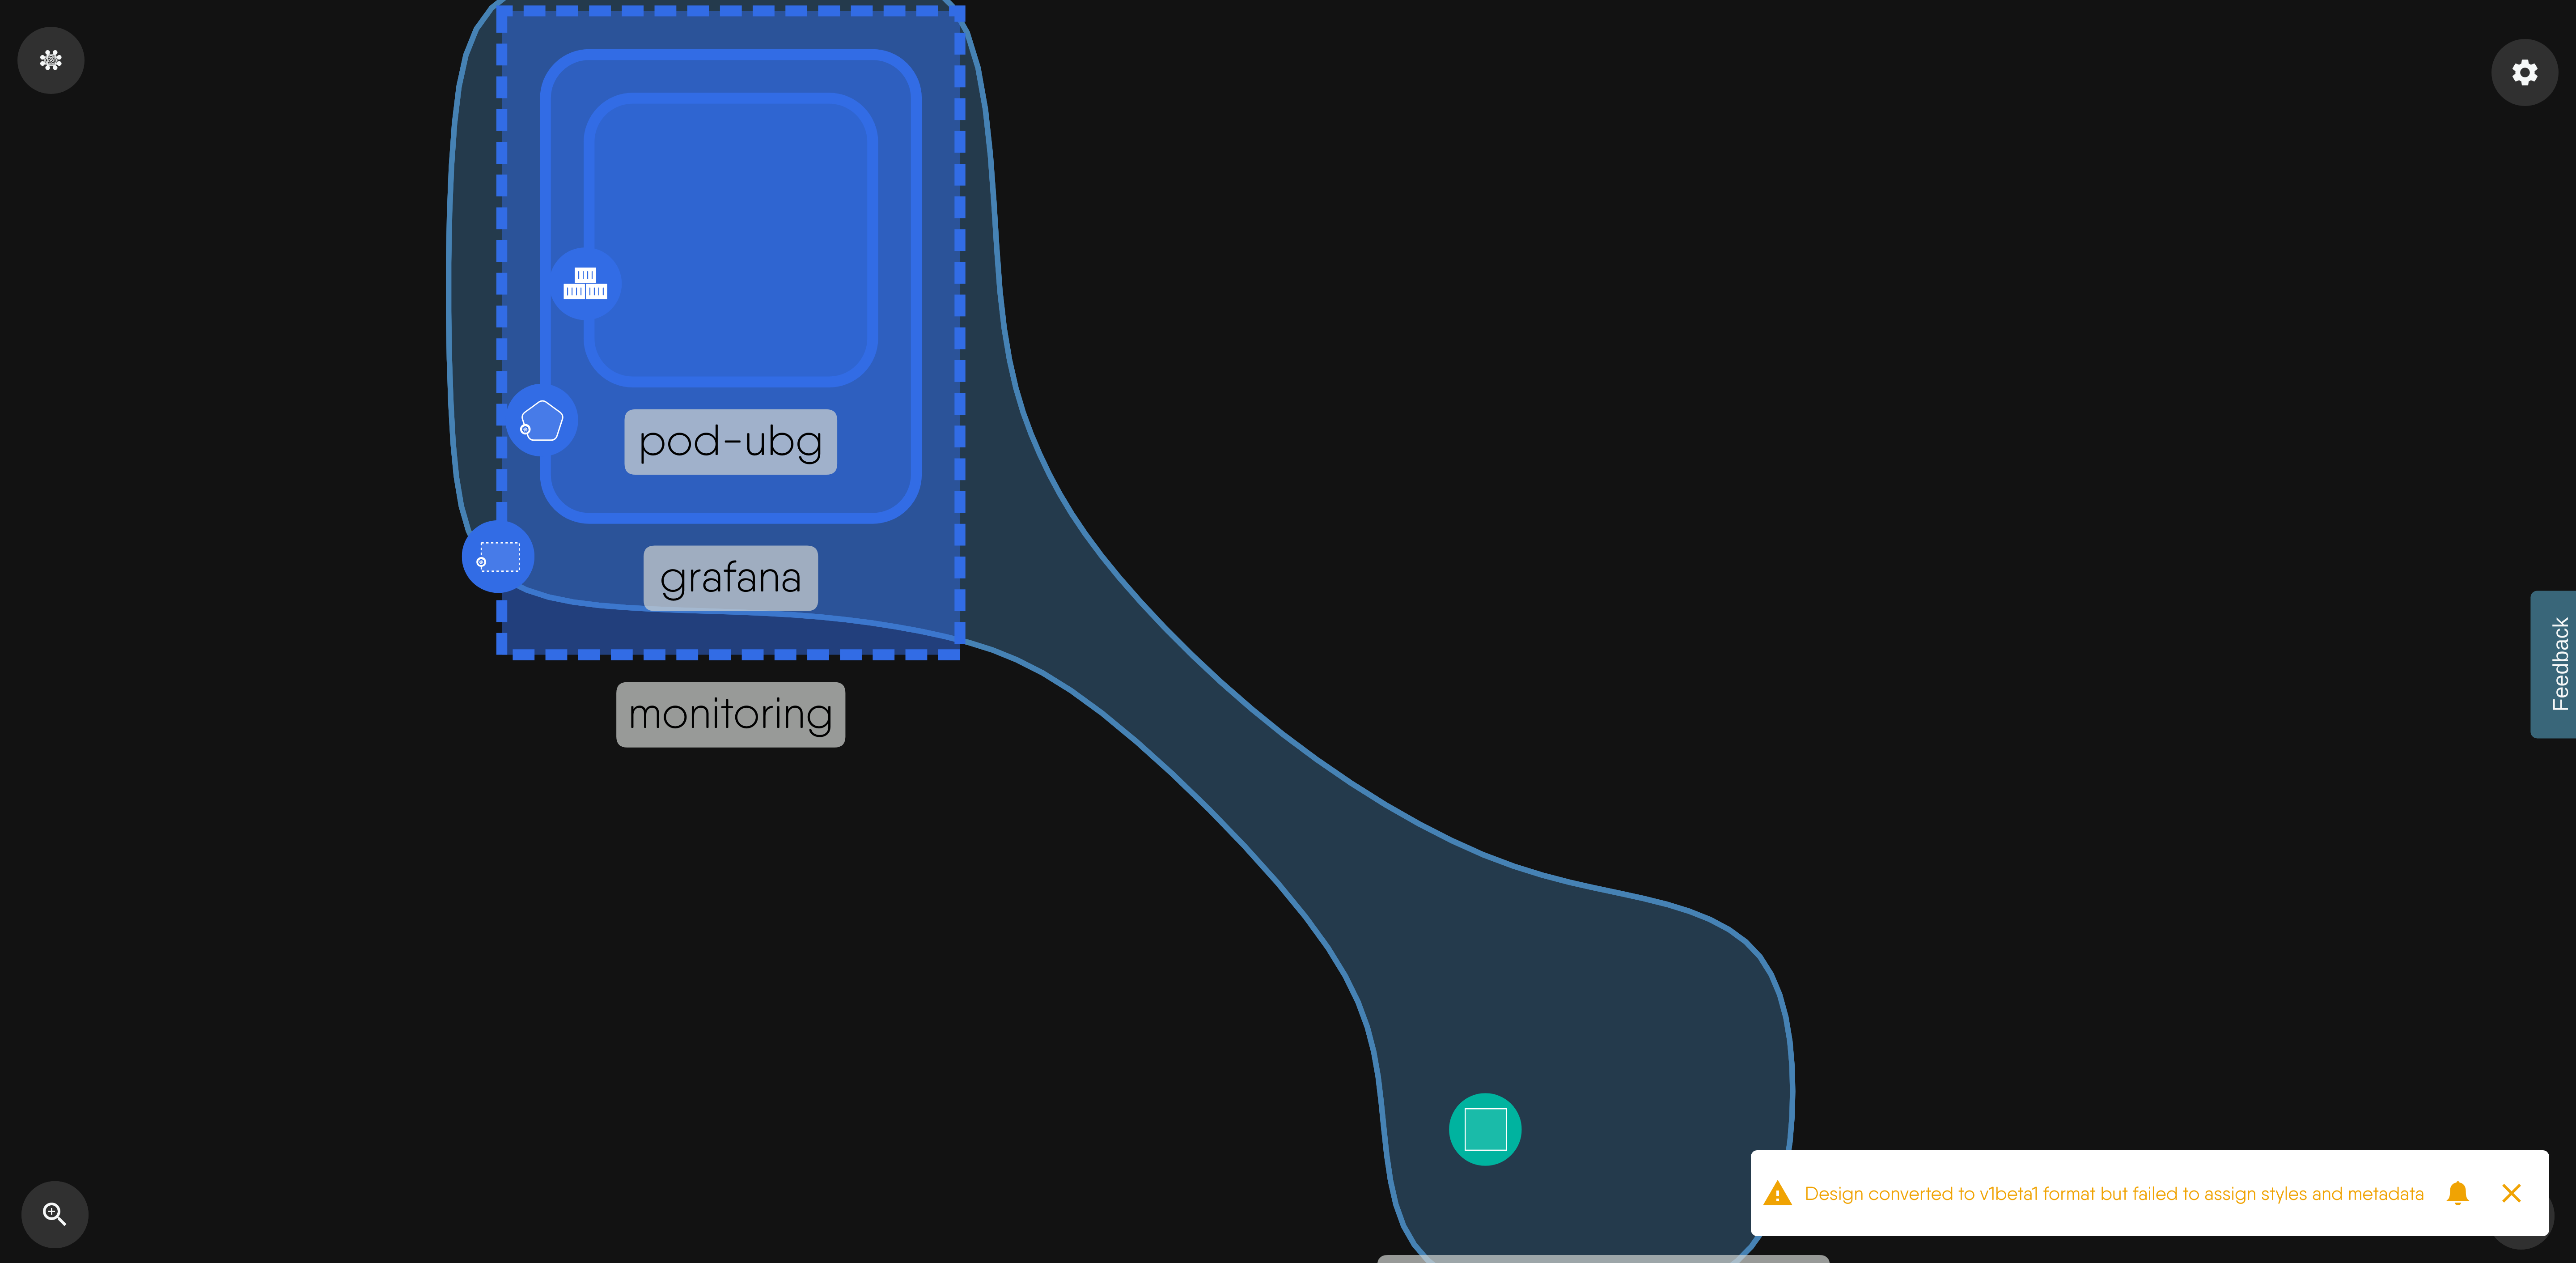 pod-ubg
grafana
monitoring
Feedback
Design converted to v1beta1 format but failed to assign styles and metadata